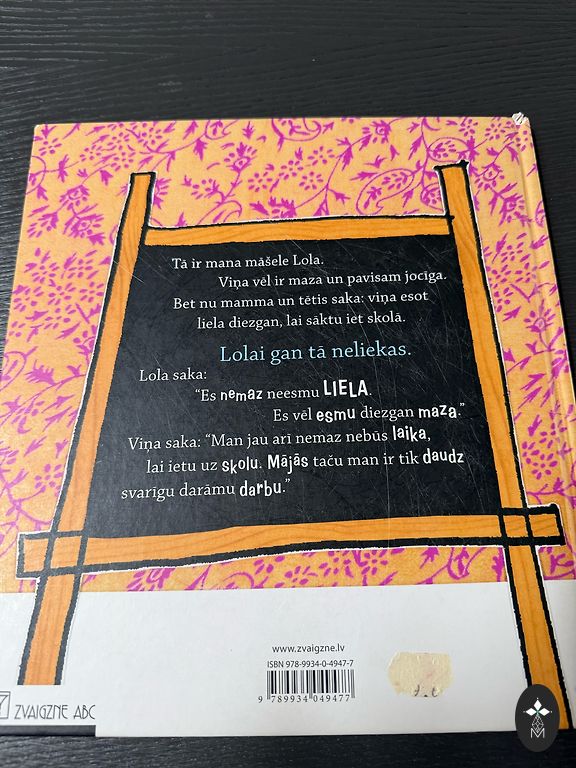 Tā ir mana māšele Lola.
Viņa vēl ir maza un pavisam jocīga.
Bet nu mamma un tētis saka: viņa esot
liela diezgan, lai sāktu iet skolā.
Lolai gan tā neliekas.
Lola saka:
“Es nemaz neesmu LIELA.
Es vēl esmu diezgan maza.”
Viņa saka: “Man jau arī nemaz nebūs laika,
lai ietu uz skolu. Mājās taču man ir tik daudz
svarīgu darāmu darbu.”
www.zvaigzne.lv
ISBN 978-9934-0-4947-7
9 789934 049477
ZVAIGZNE ABC
M